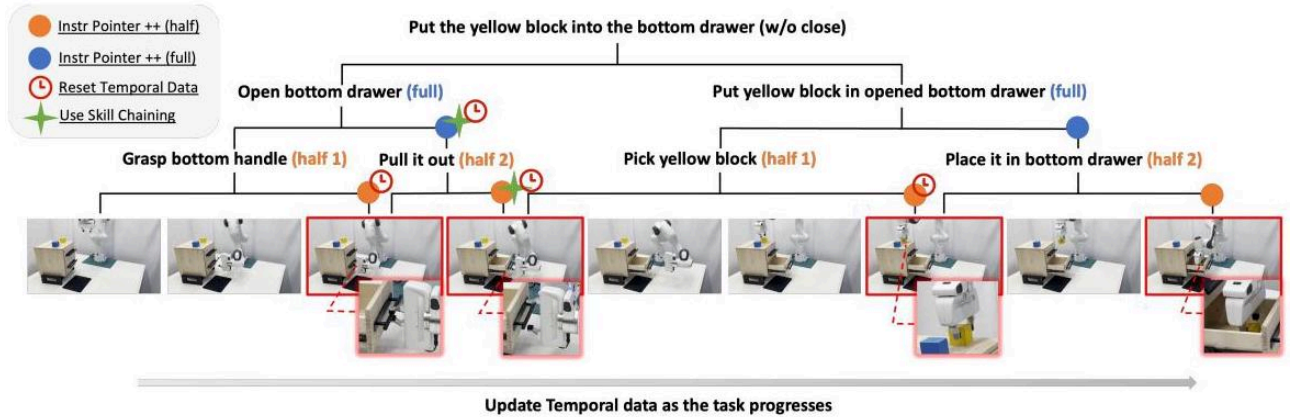 Instr Pointer ++ (half)
Instr Pointer ++ (full)
Reset Temporal Data
Use Skill Chaining
Put the yellow block into the bottom drawer (w/o close)
Open bottom drawer (full)
Put yellow block in opened bottom drawer (full)
Grasp bottom handle (half 1)
Pull it out (half 2)
Pick yellow block (half 1)
Place it in bottom drawer (half 2)
Update Temporal data as the task progresses